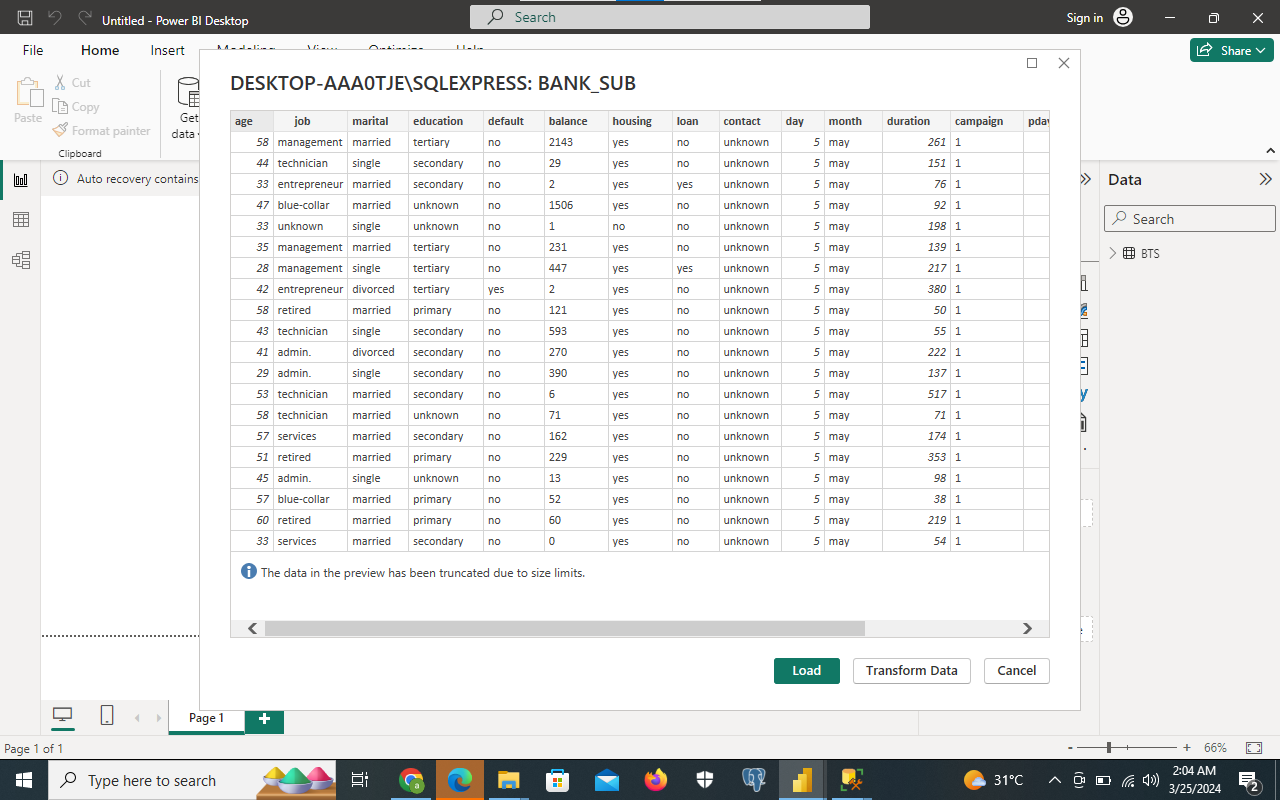 Untitled - Power BI Desktop
Search
Sign in
File Home Insert Modeling View Optimize Help
Share
Paste
Cut
Copy
Format painter
Clipboard
Get
data
Auto recovery contains
DESKTOP-AAA0TJE\SQLEXPRESS: BANK_SUB
age job marital education default balance housing loan contact day month duration campaign pday
58 management married tertiary no 2143 yes no unknown 5 may 261 1
44 technician single secondary no 29 yes no unknown 5 may 151 1
33 entrepreneur married secondary no 2 yes yes unknown 5 may 76 1
47 blue-collar married unknown no 1506 yes no unknown 5 may 92 1
33 unknown single unknown no 1 no no unknown 5 may 198 1
35 management married tertiary no 231 yes no unknown 5 may 139 1
28 management single tertiary no 447 yes yes unknown 5 may 217 1
42 entrepreneur divorced tertiary yes 2 yes no unknown 5 may 380 1
58 retired married primary no 121 yes no unknown 5 may 50 1
43 technician single secondary no 593 yes no unknown 5 may 55 1
41 admin. divorced secondary no 270 yes no unknown 5 may 222 1
29 admin. single secondary no 390 yes no unknown 5 may 137 1
53 technician married secondary no 6 yes no unknown 5 may 517 1
58 technician married unknown no 71 yes no unknown 5 may 71 1
57 services married secondary no 162 yes no unknown 5 may 174 1
51 retired married primary no 229 yes no unknown 5 may 353 1
45 admin. single unknown no 13 yes no unknown 5 may 98 1
57 blue-collar married primary no 52 yes no unknown 5 may 38 1
60 retired married primary no 60 yes no unknown 5 may 219 1
33 services married secondary no 0 yes no unknown 5 may 54 1
The data in the preview has been truncated due to size limits.
Load Transform Data Cancel
Data
Search
BTS
Page 1
Page 1 of 1
- + 66%
Type here to search
31°C
2:04 AM
3/25/2024
2